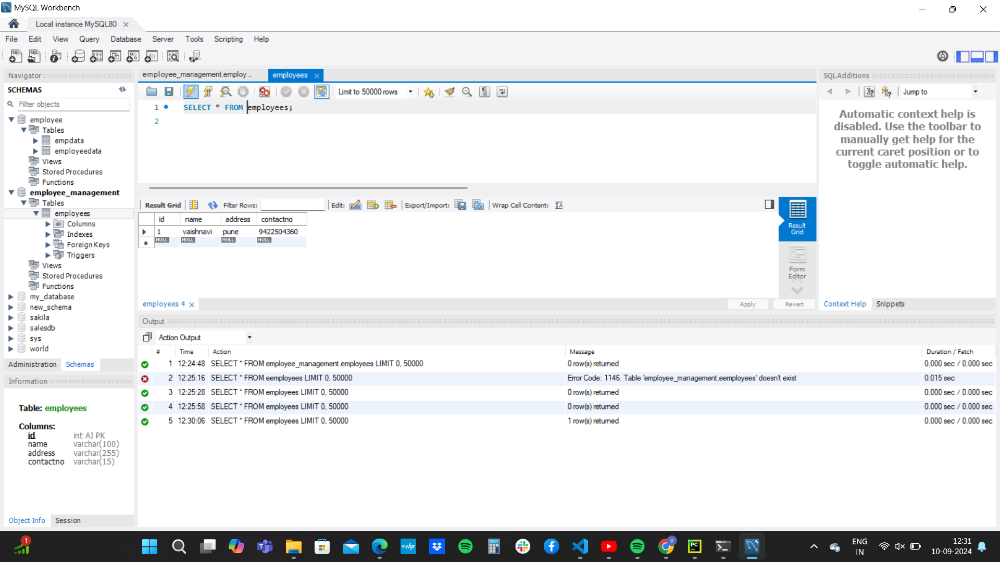 MySQL Workbench
Local instance MySQL80
File Edit View Query Database Server Tools Scripting Help
Navigator
SCHEMAS
Filter objects
employee
Tables
empdata
employeedata
Views
Stored Procedures
Functions
employee_management
Tables
employees
Columns
Indexes
Foreign Keys
Triggers
Views
Stored Procedures
Functions
my_database
new_schema
sakila
salesdb
sys
world
Administration Schemas
Information
Table: employees
Columns:
id int AI PK
name varchar(100)
address varchar(255)
contactno varchar(15)
Object Info Session
employee_management.employ... employees
Limit to 50000 rows
1 SELECT * FROM employees;
2
Result Grid Filter Rows: Edit: Export/Import: Wrap Cell Content:
id name address contactno
1 vaishnavi pune 9422504360
NULL NULL NULL NULL
Result Grid
Form Editor
employees 4 Apply Revert
SQLAdditions
Jump to
Automatic context help is
disabled. Use the toolbar to
manually get help for the
current caret position or to
toggle automatic help.
Context Help Snippets
Output
Action Output
# Time Action Message Duration / Fetch
1 12:24:48 SELECT * FROM employee_management.employees LIMIT 0, 50000 0 row(s) returned 0.000 sec / 0.000 sec
2 12:25:16 SELECT * FROM eemployees LIMIT 0, 50000 Error Code: 1146. Table 'employee_management.eemployees' doesn't exist 0.015 sec
3 12:25:28 SELECT * FROM employees LIMIT 0, 50000 0 row(s) returned 0.000 sec / 0.000 sec
4 12:25:58 SELECT * FROM employees LIMIT 0, 50000 0 row(s) returned 0.000 sec / 0.000 sec
5 12:30:06 SELECT * FROM employees LIMIT 0, 50000 1 row(s) returned 0.000 sec / 0.000 sec
1
myhp
V
PC
ENG
IN
12:31
10-09-2024